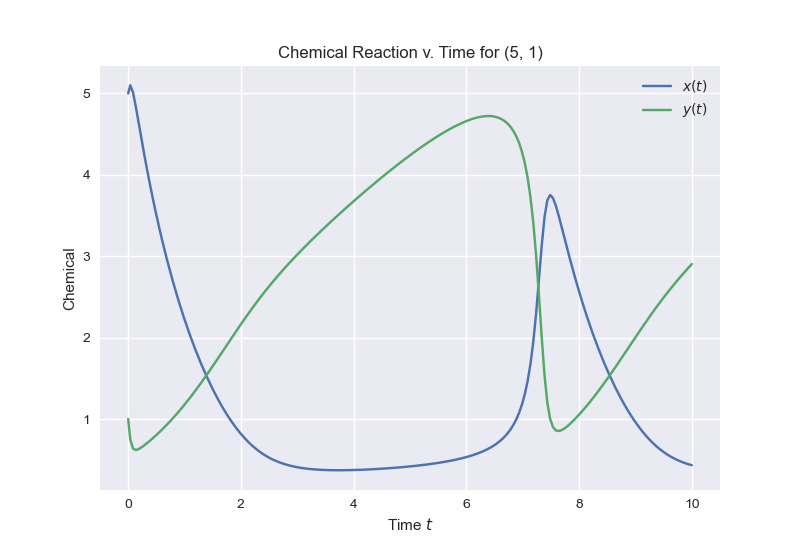 Chemical Reaction v. Time for (5, 1)
x(t)
y(t)
Chemical
5
4
3
2
1
0 2 4 6 8 10
Time t